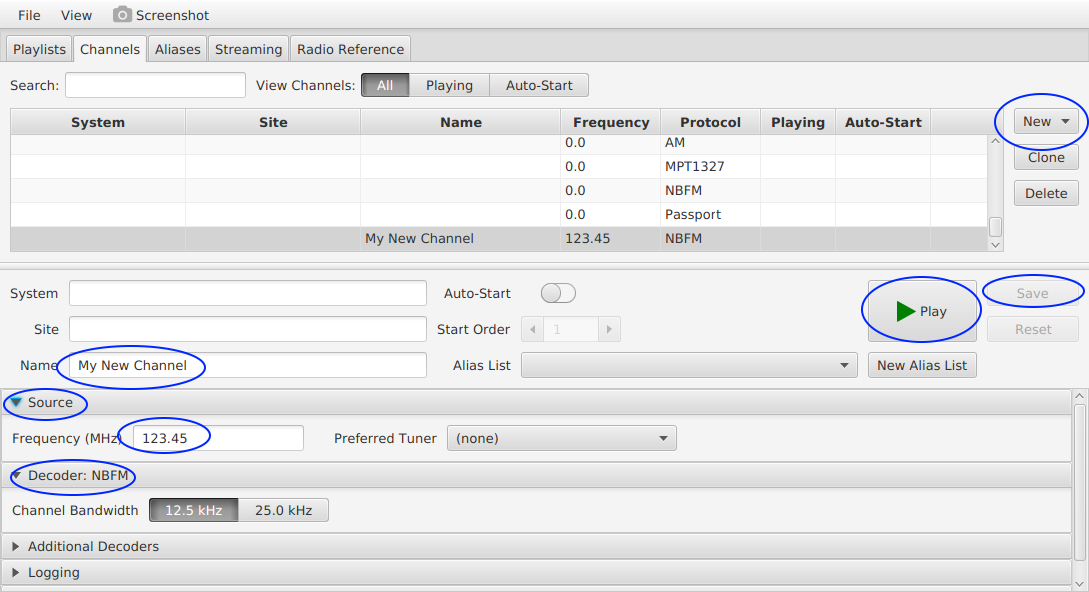 File View Screenshot
Playlists Channels Aliases Streaming Radio Reference
Search: View Channels: All Playing Auto-Start
System Site Name Frequency Protocol Playing Auto-Start New
0.0 AM
Clone
0.0 MPT1327
0.0 NBFM Delete
0.0 Passport
My New Channel 123.45 NBFM
System Auto-Start Play Save
Site Start Order 1 Reset
Name My New Channel Alias List New Alias List
Source
Frequency (MHz) 123.45 Preferred Tuner (none)
Decoder: NBFM
Channel Bandwidth 12.5 kHz 25.0 kHz
Additional Decoders
Logging